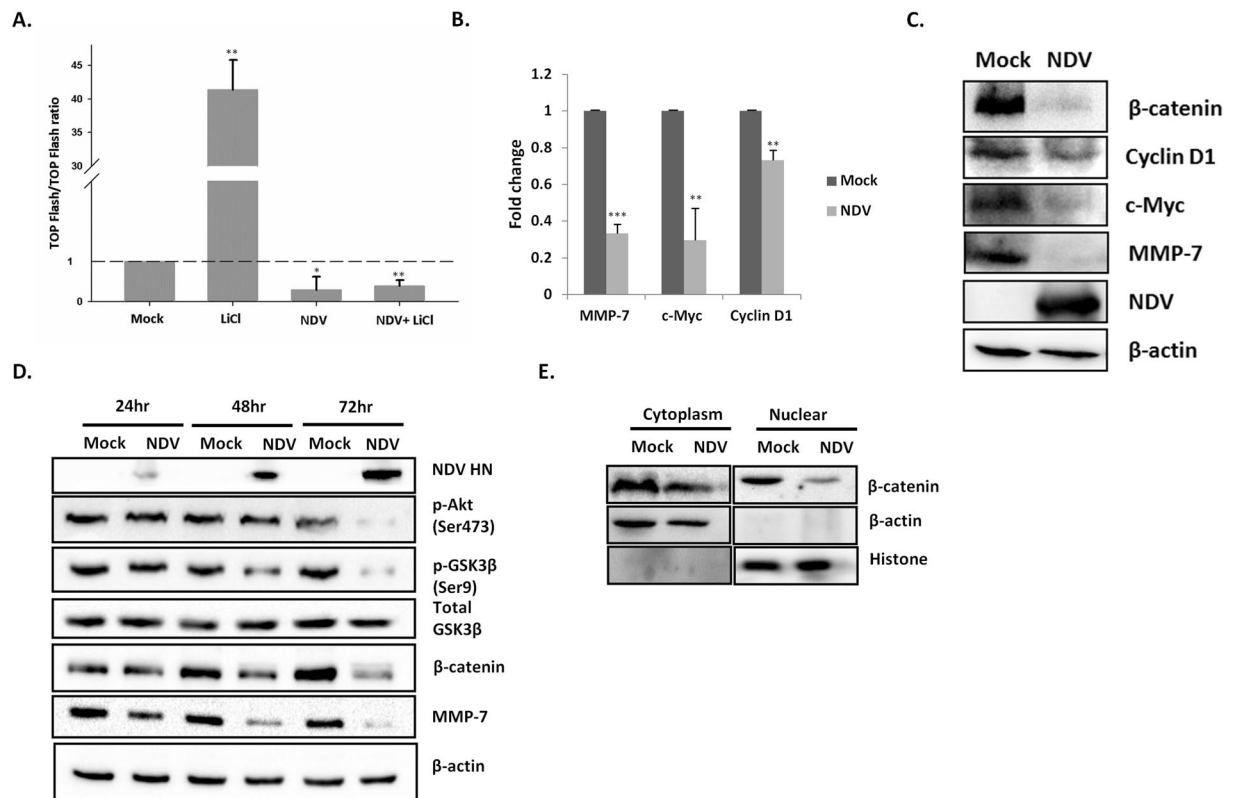 A.
TOP Flash/TOP Flash ratio
45
40
35
30
1
0
**
*
**
Mock
LiCl
NDV
NDV+ LiCl
B.
Fold change
1.2
1
0.8
0.6
0.4
0.2
0
***
**
**
MMP-7
c-Myc
Cyclin D1
Mock
NDV
C.
Mock NDV
β-catenin
Cyclin D1
c-Myc
MMP-7
NDV
β-actin
D.
24hr 48hr 72hr
Mock NDV Mock NDV Mock NDV
NDV HN
p-Akt
(Ser473)
p-GSK3β
(Ser9)
Total
GSK3β
β-catenin
MMP-7
β-actin
E.
Cytoplasm Nuclear
Mock NDV Mock NDV
β-catenin
β-actin
Histone